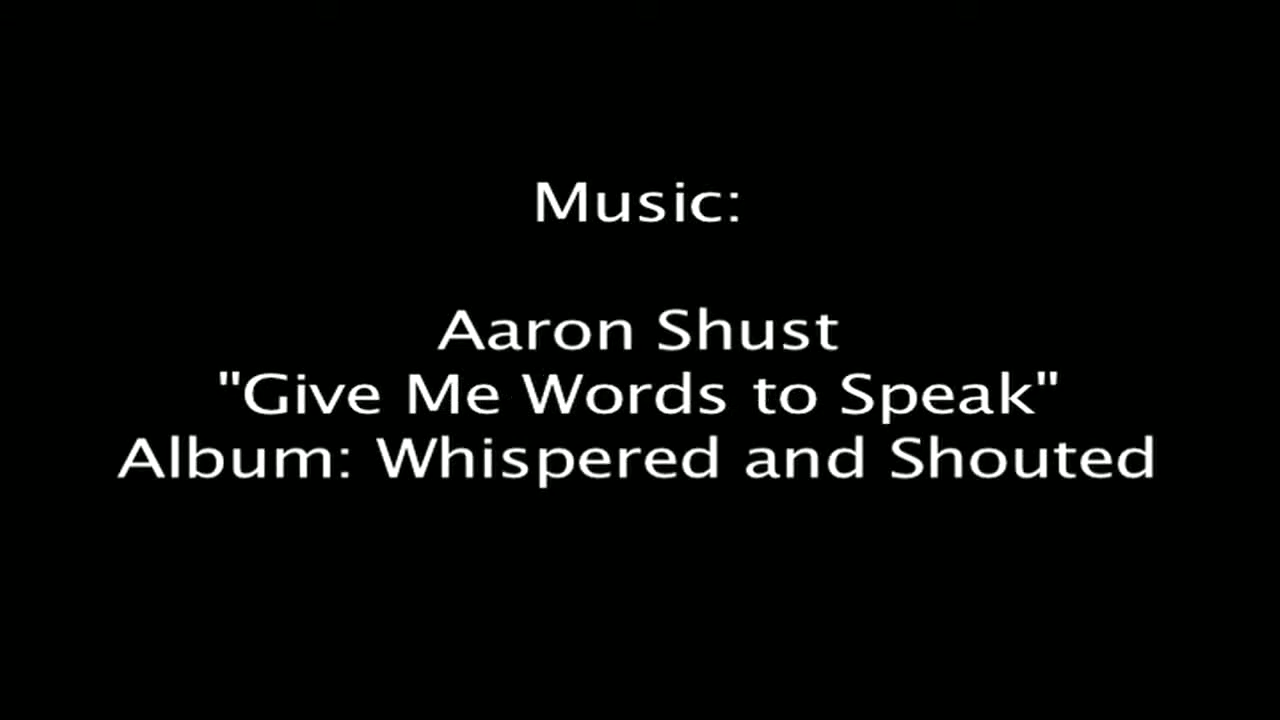 Music:
Aaron Shust
"Give Me Words to Speak"
Album: Whispered and Shouted